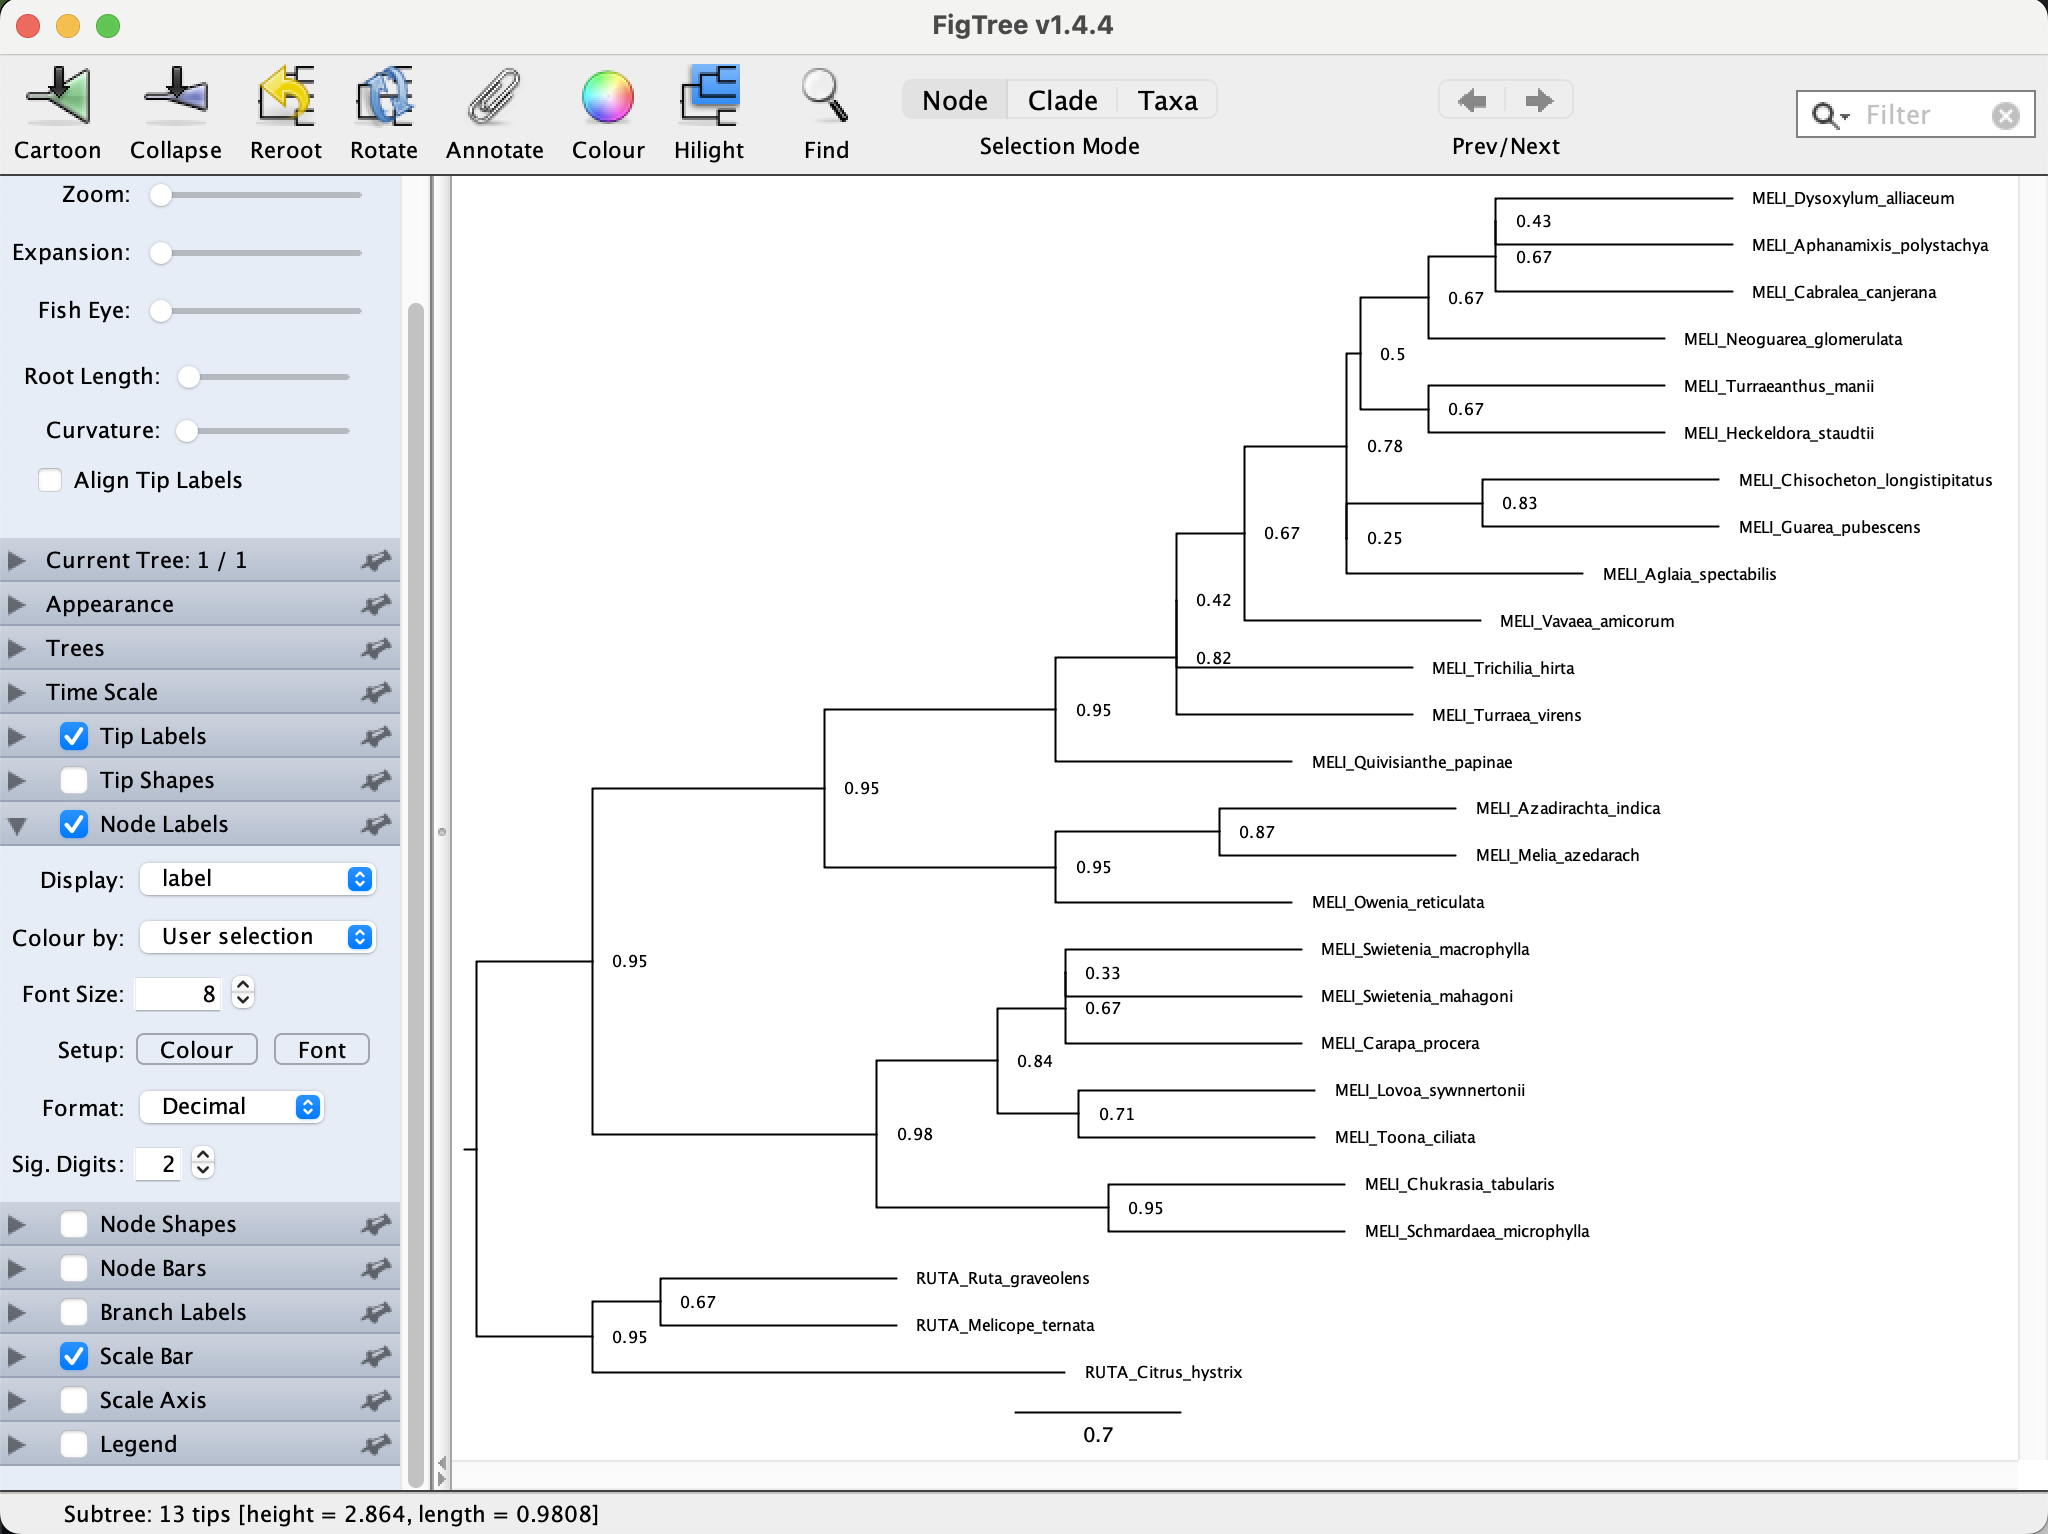 FigTree v1.4.4
Cartoon Collapse Reroot Rotate Annotate Colour Hilight Find
Node Clade Taxa
Selection Mode
Prev/Next
Filter
Zoom:
Expansion:
Fish Eye:
Root Length:
Curvature:
Align Tip Labels
Current Tree: 1 / 1
Appearance
Trees
Time Scale
Tip Labels
Tip Shapes
Node Labels
Display: label
Colour by: User selection
Font Size: 8
Setup: Colour Font
Format: Decimal
Sig. Digits: 2
Node Shapes
Node Bars
Branch Labels
Scale Bar
Scale Axis
Legend
MELI_Dysoxylum_alliaceum
0.43
MELI_Aphanamixis_polystachya
0.67
MELI_Cabralea_canjerana
0.67
MELI_Neoguarea_glomerulata
0.5
MELI_Turraeanthus_manii
0.67
MELI_Heckeldora_staudtii
0.78
MELI_Chisocheton_longistipitatus
0.83
MELI_Guarea_pubescens
0.67
0.25
MELI_Aglaia_spectabilis
0.42
MELI_Vavaea_amicorum
0.82
MELI_Trichilia_hirta
0.95
MELI_Turraea_virens
MELI_Quivisianthe_papinae
0.95
MELI_Azadirachta_indica
0.87
MELI_Melia_azedarach
0.95
MELI_Owenia_reticulata
MELI_Swietenia_macrophylla
0.95
0.33
MELI_Swietenia_mahagoni
0.67
MELI_Carapa_procera
0.84
MELI_Lovoa_sywnnertonii
0.71
MELI_Toona_ciliata
0.98
MELI_Chukrasia_tabularis
0.95
MELI_Schmardaea_microphylla
RUTA_Ruta_graveolens
0.67
RUTA_Melicope_ternata
0.95
RUTA_Citrus_hystrix
0.7
Subtree: 13 tips [height = 2.864, length = 0.9808]